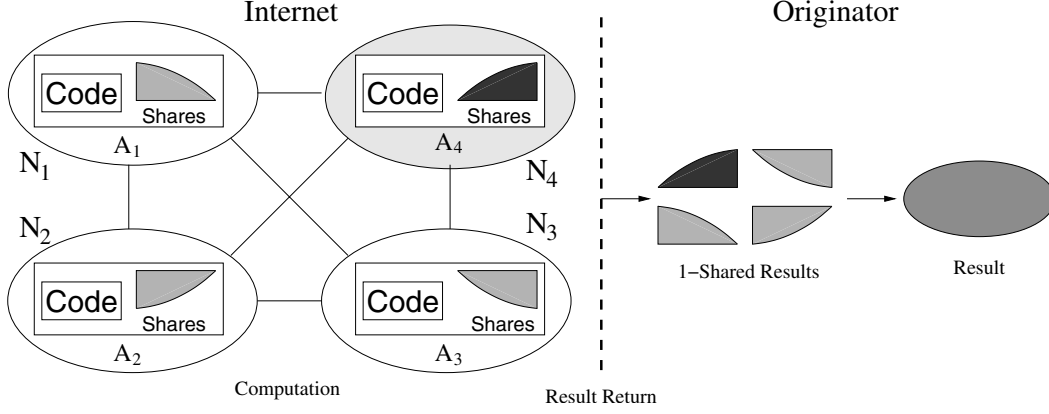 Internet
Originator
Code
Shares
A1
N1
Code
Shares
A4
N4
N2
Code
Shares
A2
N3
Code
Shares
A3
1−Shared Results
Result
Computation
Result Return